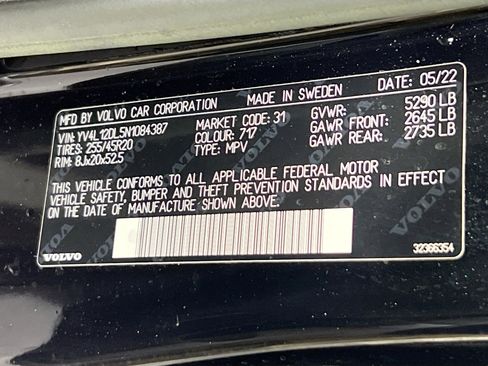 MFD BY VOLVO CAR CORPORATION MADE IN SWEDEN DATE: 05/22
VIN: YV4L12DL5N1084387 MARKET CODE: 31 GVWR: 5290 LB
TIRES: 255/45R20 COLOUR: 717 GAWR FRONT: 2645 LB
RIM: 8Jx20x52.5 TYPE: MPV GAWR REAR: 2735 LB
THIS VEHICLE CONFORMS TO ALL APPLICABLE FEDERAL MOTOR
VEHICLE SAFETY, BUMPER AND THEFT PREVENTION STANDARDS IN EFFECT
ON THE DATE OF MANUFACTURE SHOWN ABOVE.
VOLVO 32366354